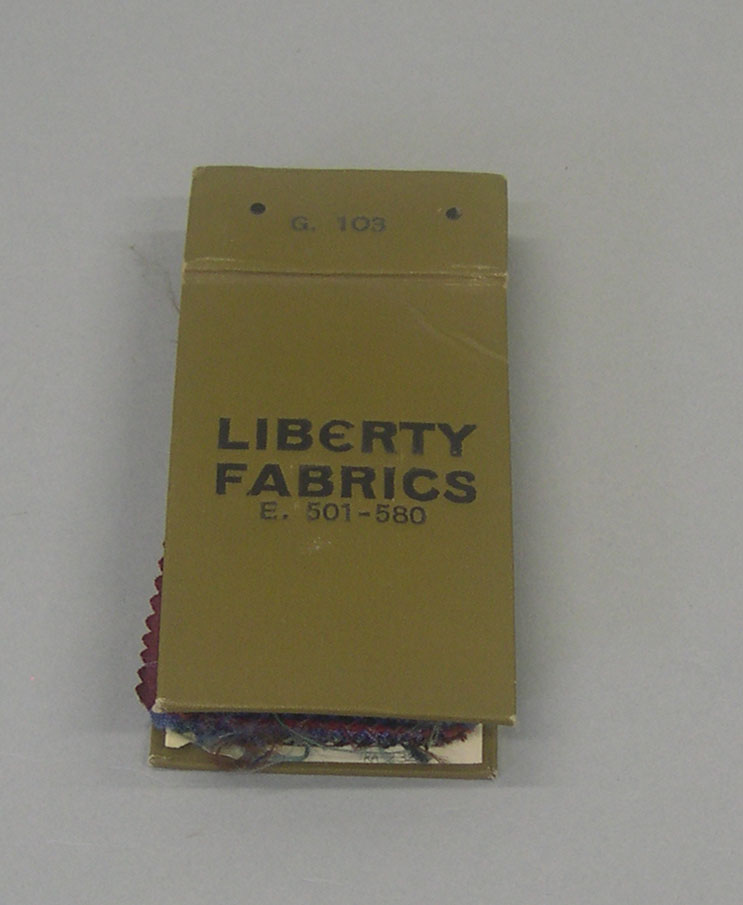 G. 103
LIBERTY
FABRICS
E. 501-580